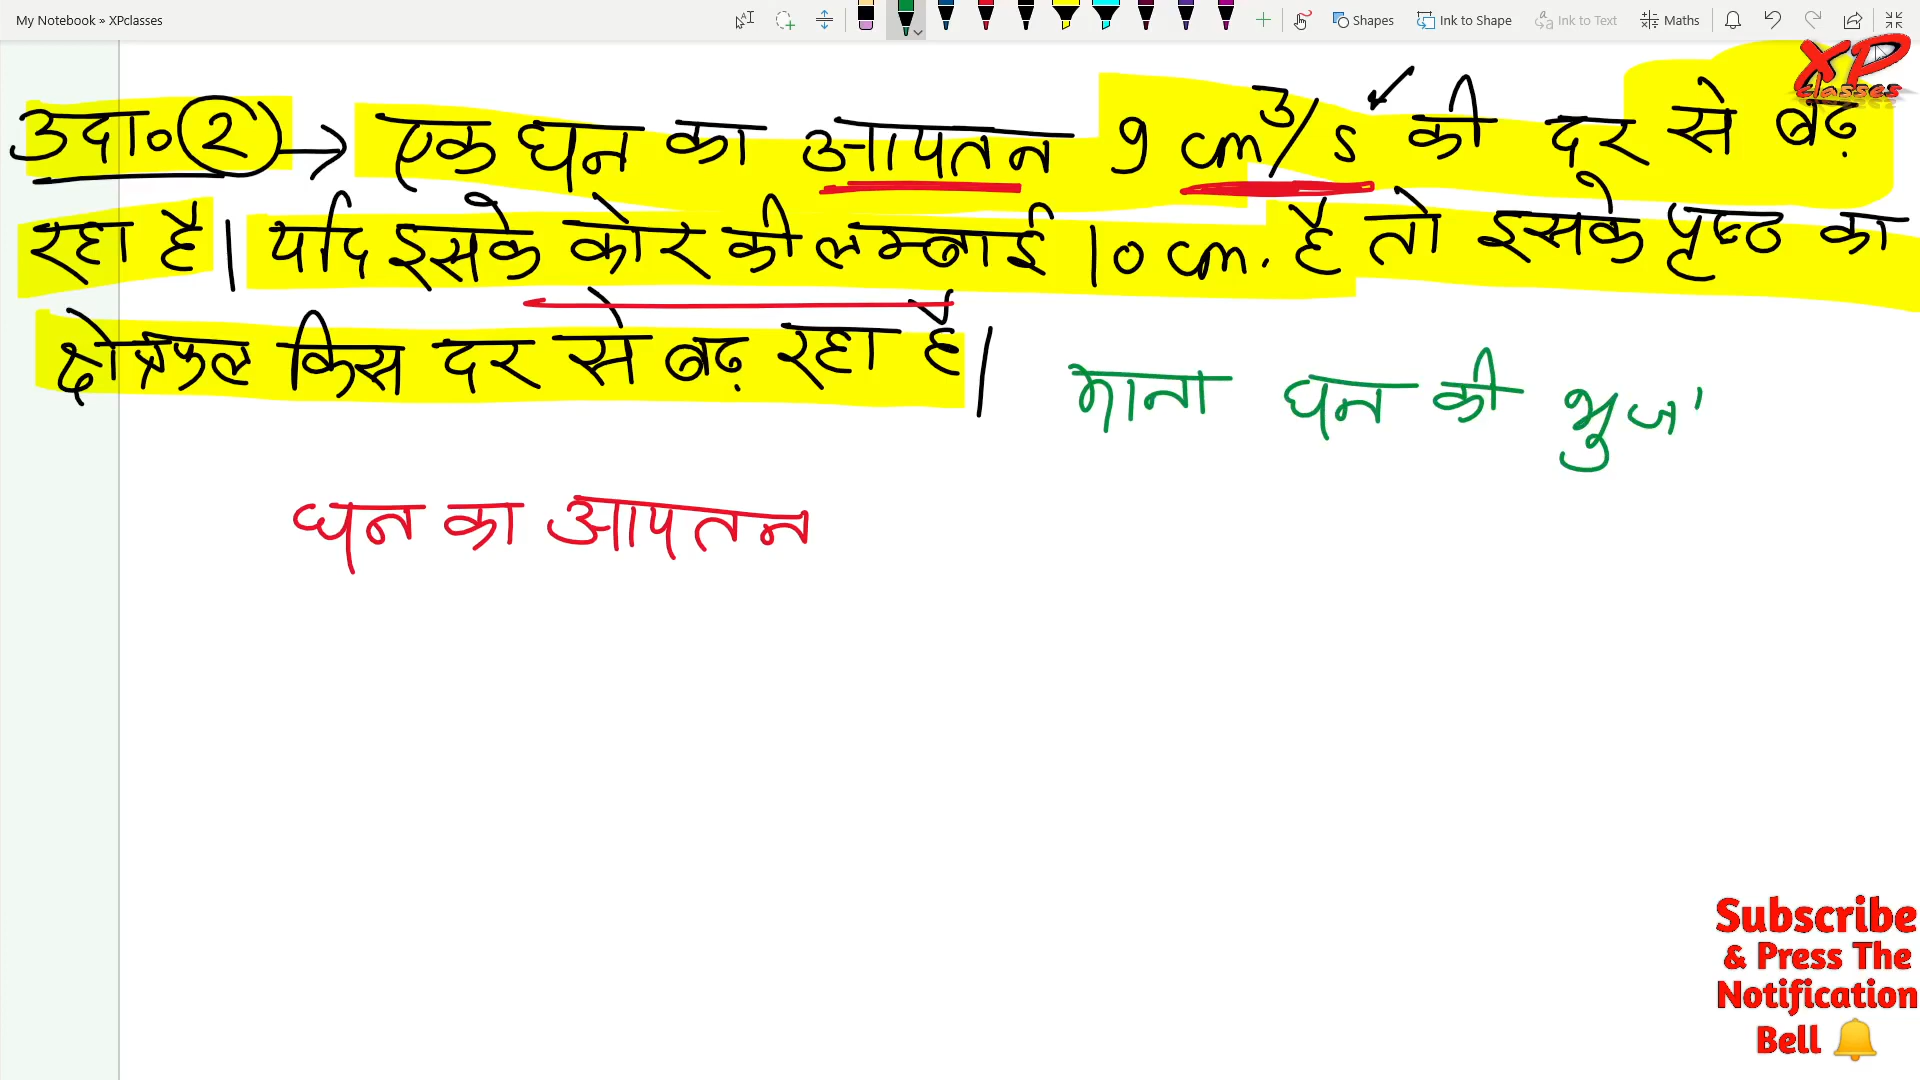 My Notebook » XPclasses
Shapes Ink to Shape Ink to Text Maths
XP
classes
उदा० २ → एक घन का आयतन 9 cm³/s की दर से बढ़
रहा है। यदि इसके कोर की लम्बाई 10 cm. है तो इसके पृष्ठ का
क्षेत्रफल किस दर से बढ़ रहा है।
माना घन की भुजा
घन का आयतन
Subscribe
& Press The
Notification
Bell